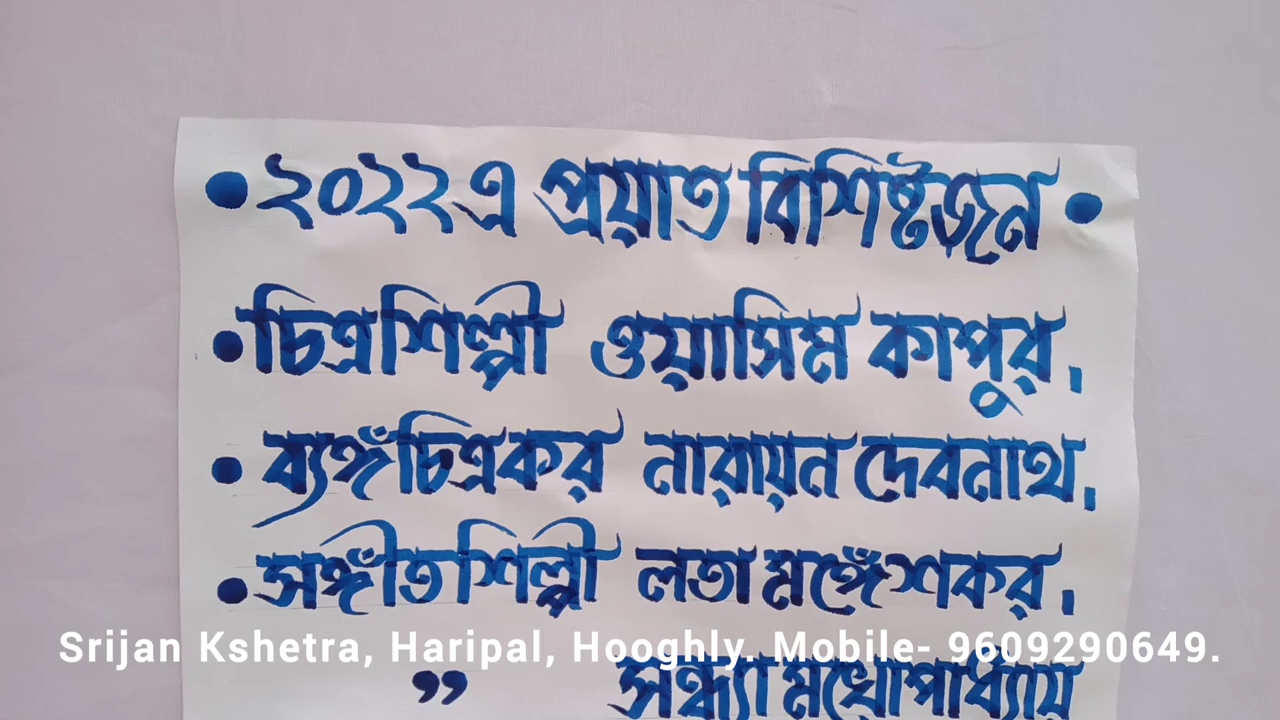 • ২০২২এ প্রয়াত বিশিষ্টজন •
• চিত্রশিল্পী ওয়াসিম কাপুর.
• ব্যঙ্গচিত্রকর নারায়ন দেবনাথ.
• সঙ্গীতশিল্পী লতা মঙ্গেঁশকর.
Srijan Kshetra, Haripal, Hooghly. Mobile- 9609290649.
” সন্ধ্যা মুখোপাধ্যায়